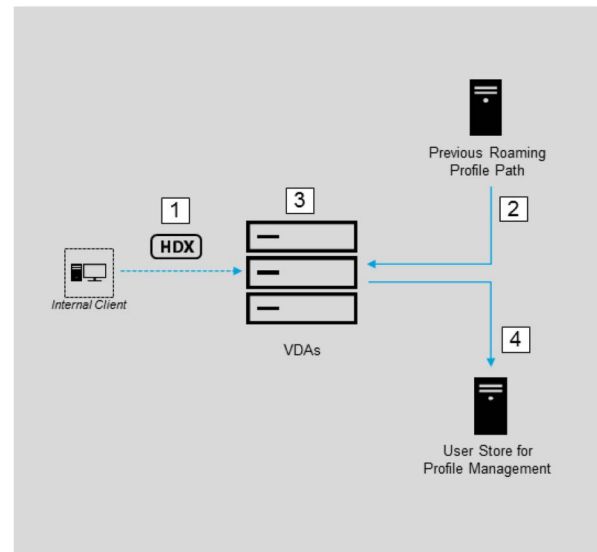 Previous Roaming
Profile Path
1
3
2
HDX
Internal Client
VDAs
4
User Store for
Profile Management